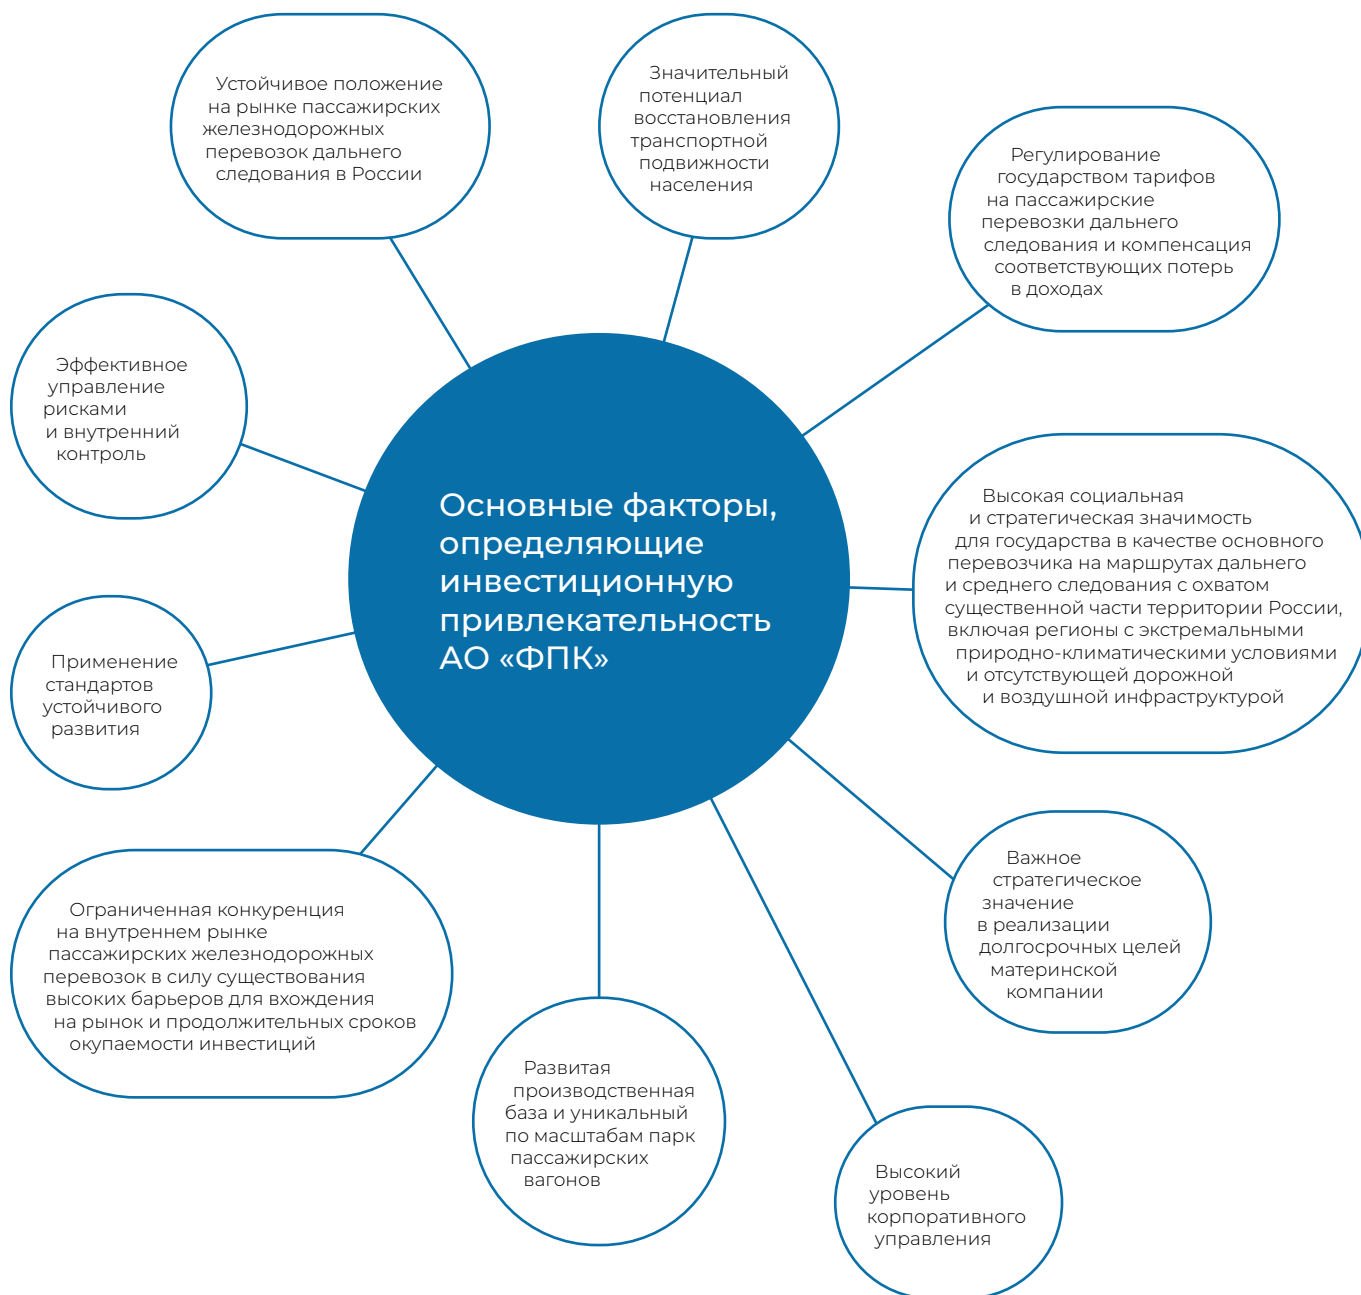 Устойчивое положение
на рынке пассажирских
железнодорожных
перевозок дальнего
следования в России
Значительный
потенциал
восстановления
транспортной
подвижности
населения
Регулирование
государством тарифов
на пассажирские
перевозки дальнего
следования и компенсация
соответствующих потерь
в доходах
Эффективное
управление
рисками
и внутренний
контроль
Основные факторы,
определяющие
инвестиционную
привлекательность
АО «ФПК»
Высокая социальная
и стратегическая значимость
для государства в качестве основного
перевозчика на маршрутах дальнего
и среднего следования с охватом
существенной части территории России,
включая регионы с экстремальными
природно-климатическими условиями
и отсутствующей дорожной
и воздушной инфраструктурой
Применение
стандартов
устойчивого
развития
Важное
стратегическое
значение
в реализации
долгосрочных целей
материнской
компании
Ограниченная конкуренция
на внутреннем рынке
пассажирских железнодорожных
перевозок в силу существования
высоких барьеров для вхождения
на рынок и продолжительных сроков
окупаемости инвестиций
Развитая
производственная
база и уникальный
по масштабам парк
пассажирских
вагонов
Высокий
уровень
корпоративного
управления